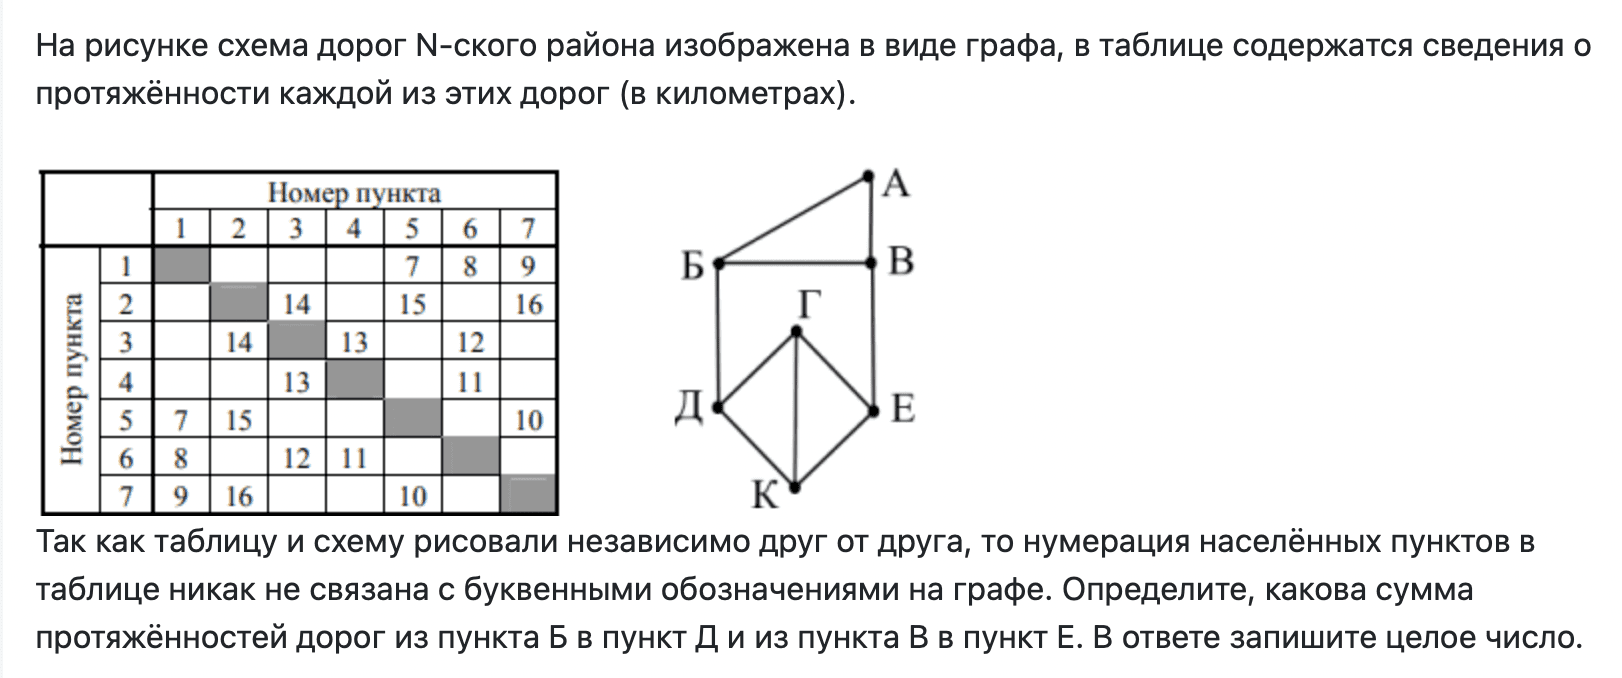 На рисунке схема дорог N-ского района изображена в виде графа, в таблице содержатся сведения о
протяжённости каждой из этих дорог (в километрах).
Номер пункта
1 2 3 4 5 6 7
Номер пункта
1 7 8 9
2 14 15 16
3 14 13 12
4 13 11
5 7 15 10
6 8 12 11
7 9 16 10
А
Б В
Г
Д Е
К
Так как таблицу и схему рисовали независимо друг от друга, то нумерация населённых пунктов в
таблице никак не связана с буквенными обозначениями на графе. Определите, какова сумма
протяжённостей дорог из пункта Б в пункт Д и из пункта В в пункт Е. В ответе запишите целое число.